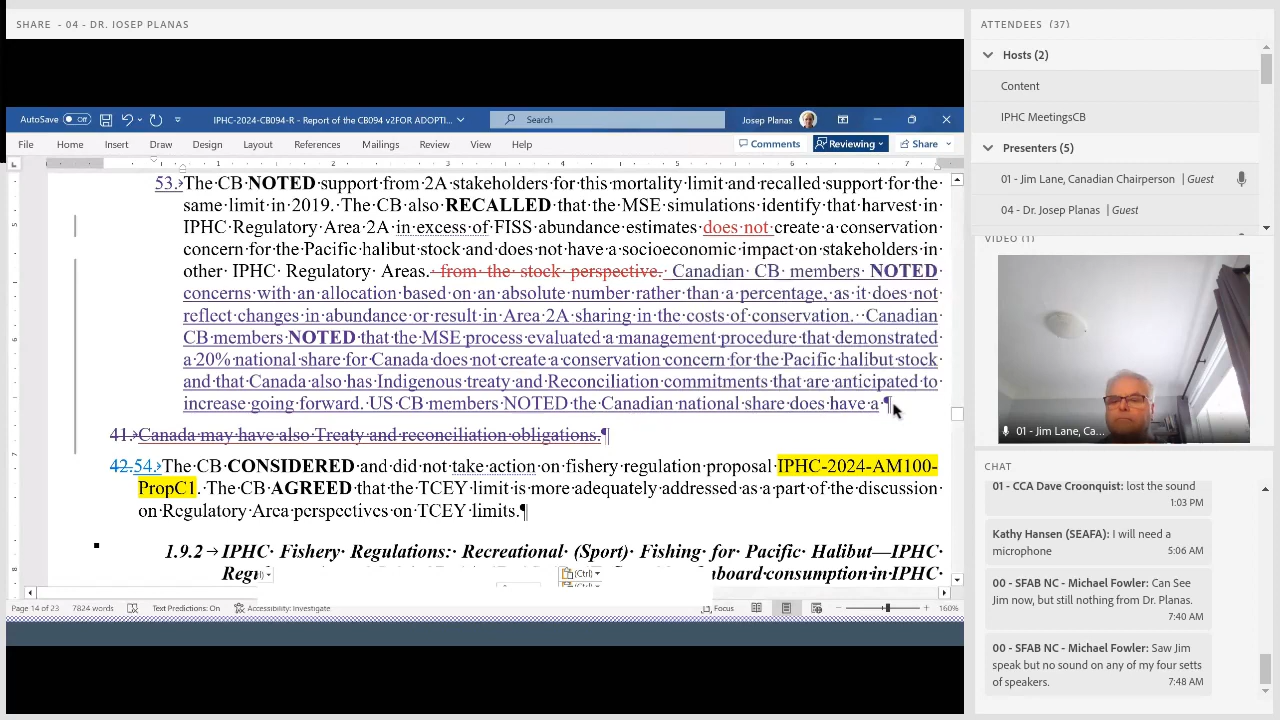 SHARE - 04 - DR. JOSEP PLANAS
AutoSave Off
IPHC-2024-CB094-R - Report of the CB094 v2FOR ADOPTI...
Search
Josep Planas
File Home Insert Draw Design Layout References Mailings Review View Help
Comments Reviewing Share
53. The CB NOTED support from 2A stakeholders for this mortality limit and recalled support for the
same limit in 2019. The CB also RECALLED that the MSE simulations identify that harvest in
IPHC Regulatory Area 2A in excess of FISS abundance estimates does not create a conservation
concern for the Pacific halibut stock and does not have a socioeconomic impact on stakeholders in
other IPHC Regulatory Areas. from the stock perspective. Canadian CB members NOTED
concerns with an allocation based on an absolute number rather than a percentage, as it does not
reflect changes in abundance or result in Area 2A sharing in the costs of conservation. Canadian
CB members NOTED that the MSE process evaluated a management procedure that demonstrated
a 20% national share for Canada does not create a conservation concern for the Pacific halibut stock
and that Canada also has Indigenous treaty and Reconciliation commitments that are anticipated to
increase going forward. US CB members NOTED the Canadian national share does have a ¶
41. Canada may have also Treaty and reconciliation obligations.¶
42.54. The CB CONSIDERED and did not take action on fishery regulation proposal IPHC-2024-AM100-
PropC1. The CB AGREED that the TCEY limit is more adequately addressed as a part of the discussion
on Regulatory Area perspectives on TCEY limits.¶
1.9.2 → IPHC Fishery Regulations: Recreational (Sport) Fishing for Pacific Halibut—IPHC
(Ctrl)
Page 14 of 23 7824 words Text Predictions: On Accessibility: Investigate
Focus 160%
ATTENDEES (37)
Hosts (2)
Content
IPHC MeetingsCB
Presenters (5)
01 - Jim Lane, Canadian Chairperson | Guest
04 - Dr. Josep Planas | Guest
VIDEO (1)
01 - Jim Lane, Ca...
CHAT
01 - CCA Dave Croonquist: lost the sound
1:03 PM
Kathy Hansen (SEAFA): I will need a
microphone
5:06 AM
00 - SFAB NC - Michael Fowler: Can See
Jim now, but still nothing from Dr. Planas.
7:40 AM
00 - SFAB NC - Michael Fowler: Saw Jim
speak but no sound on any of my four setts
of speakers.
7:48 AM